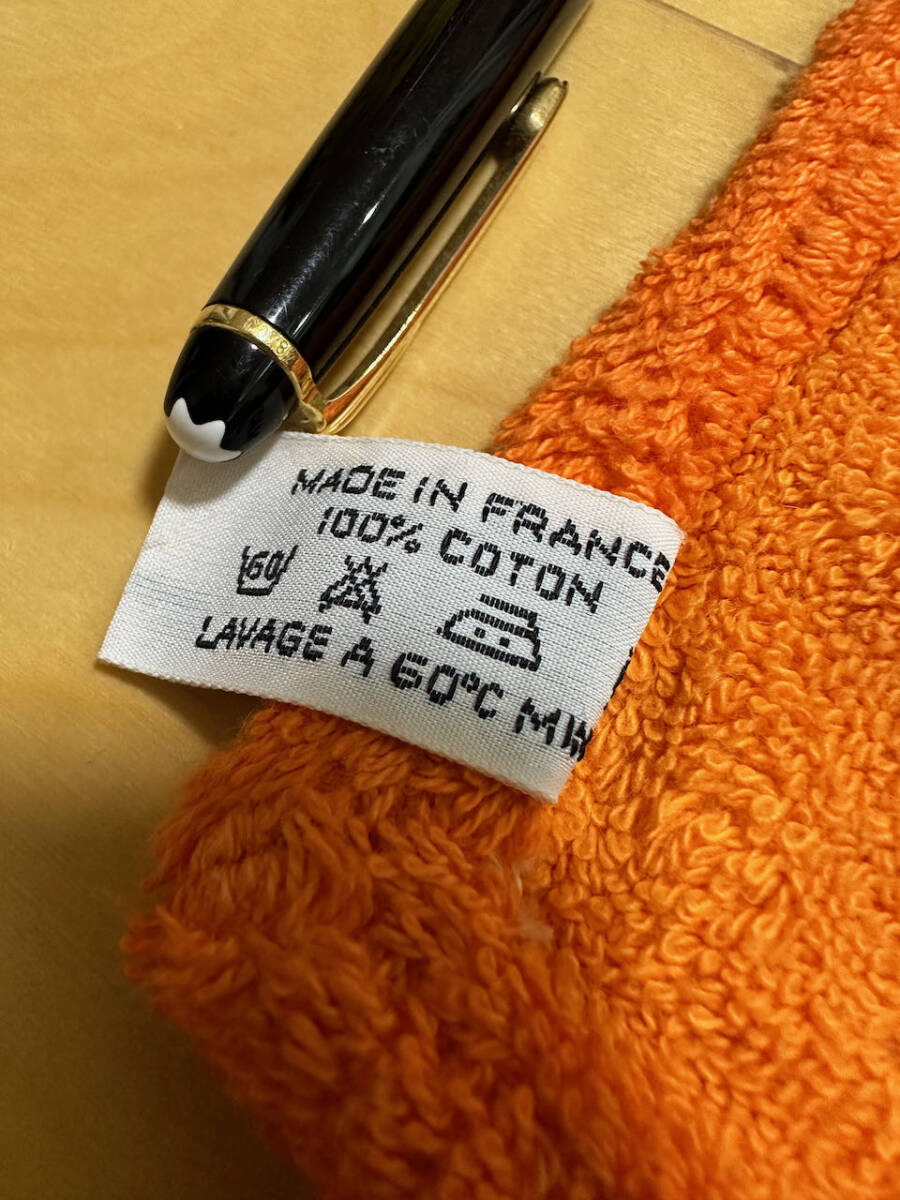 MADE IN FRANCE
100% COTON
60
LAVAGE A 60°C